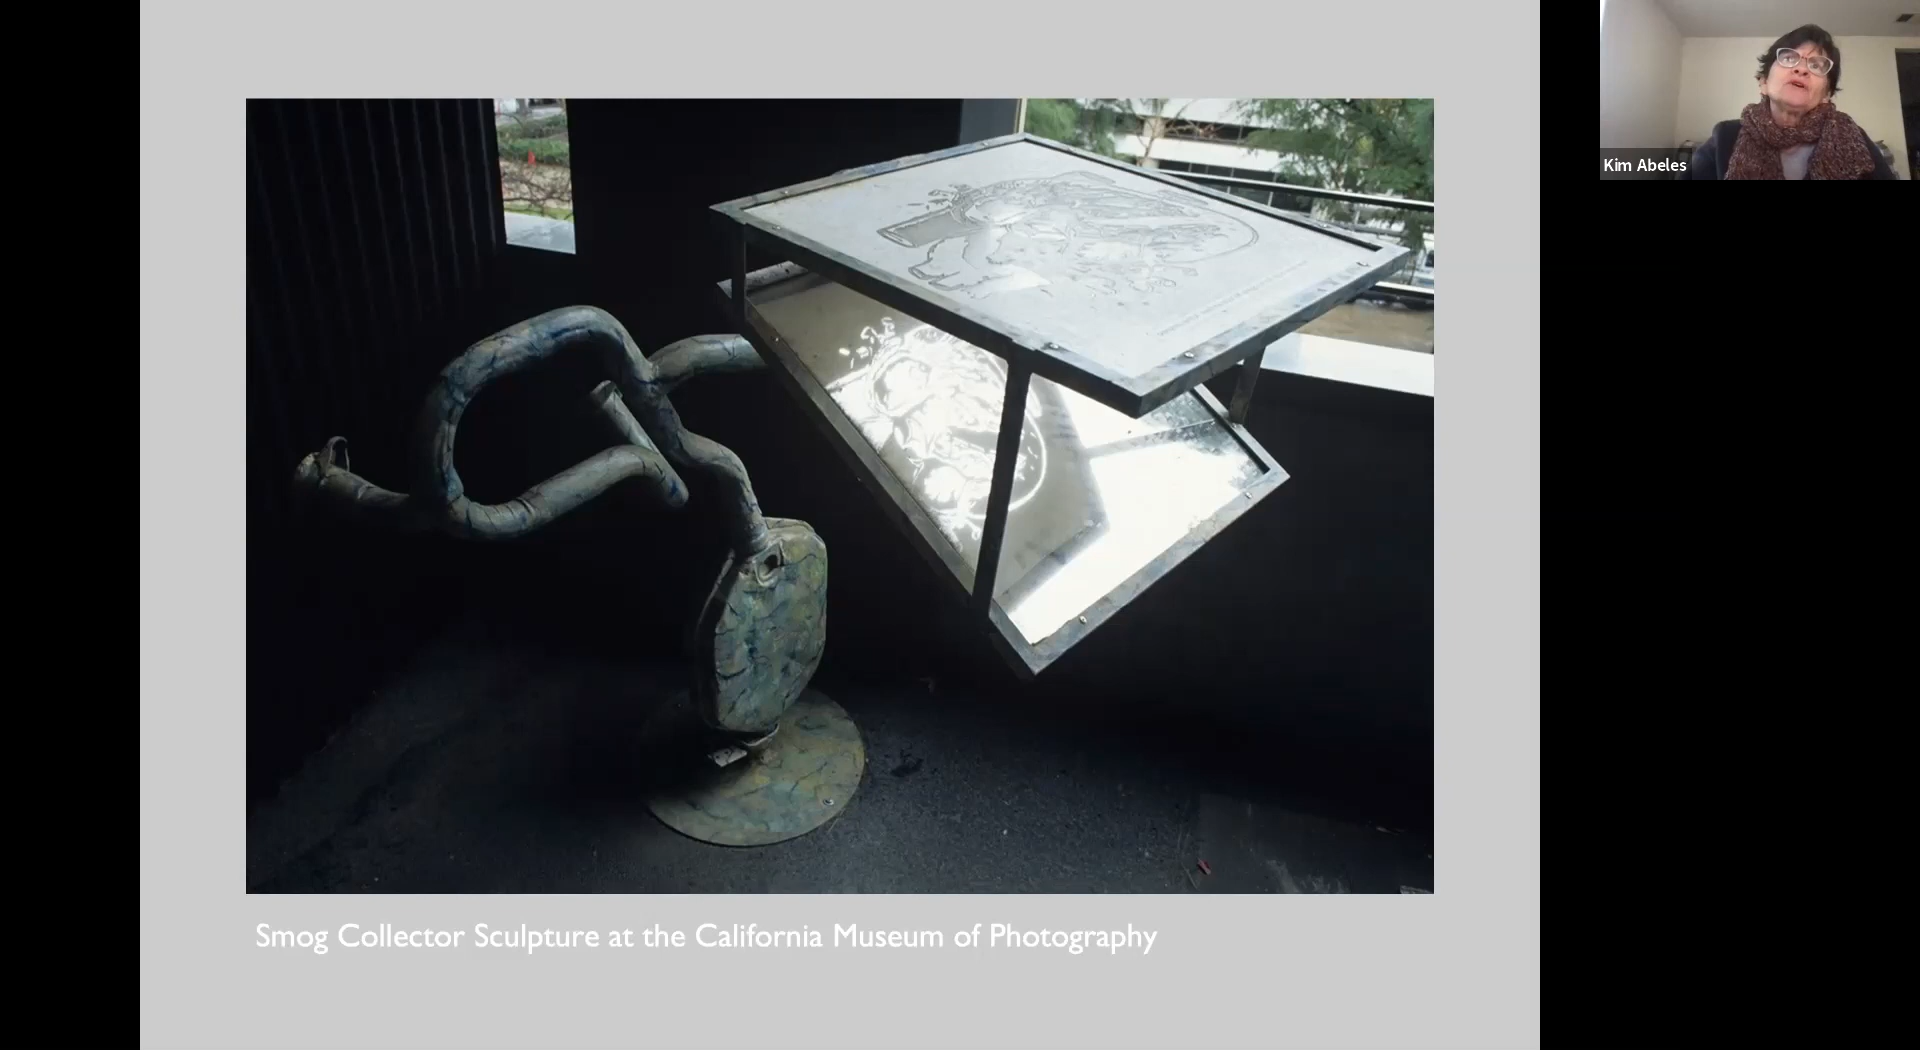 Kim Abeles
Smog Collector Sculpture at the California Museum of Photography